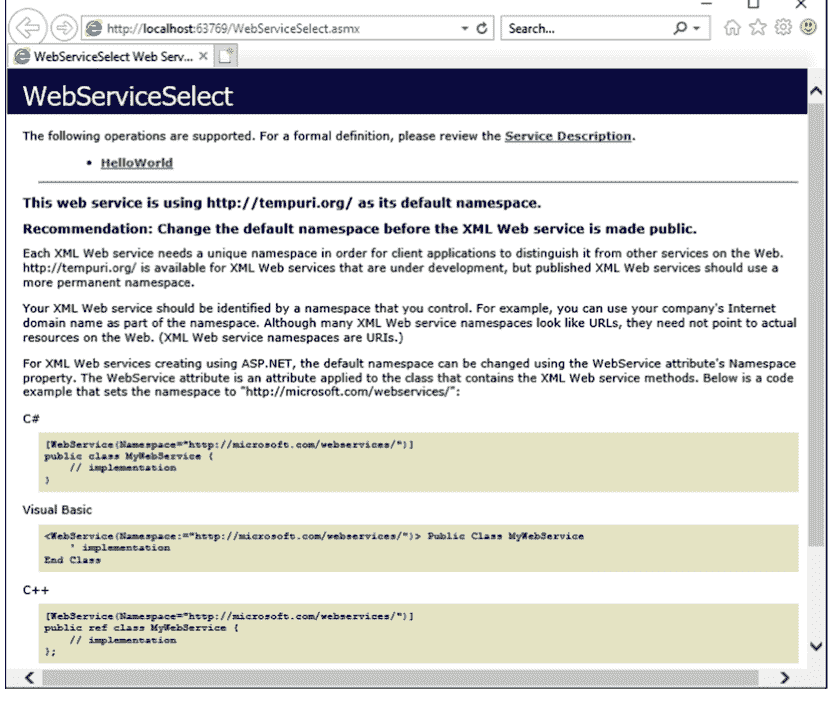 http://localhost:63769/WebServiceSelect.asmx
Search...
WebServiceSelect Web Serv...
WebServiceSelect
The following operations are supported. For a formal definition, please review the Service Description.
• HelloWorld
This web service is using http://tempuri.org/ as its default namespace.
Recommendation: Change the default namespace before the XML Web service is made public.
Each XML Web service needs a unique namespace in order for client applications to distinguish it from other services on the Web.
http://tempuri.org/ is available for XML Web services that are under development, but published XML Web services should use a
more permanent namespace.
Your XML Web service should be identified by a namespace that you control. For example, you can use your company's Internet
domain name as part of the namespace. Although many XML Web service namespaces look like URLs, they need not point to actual
resources on the Web. (XML Web service namespaces are URIs.)
For XML Web services creating using ASP.NET, the default namespace can be changed using the WebService attribute's Namespace
property. The WebService attribute is an attribute applied to the class that contains the XML Web service methods. Below is a code
example that sets the namespace to "http://microsoft.com/webservices/":
C#
[WebService(Namespace="http://microsoft.com/webservices/")]
public class MyWebService {
// implementation
}
Visual Basic
<WebService(Namespace:="http://microsoft.com/webservices/")> Public Class MyWebService
' implementation
End Class
C++
[WebService(Namespace="http://microsoft.com/webservices/")]
public ref class MyWebService {
// implementation
};